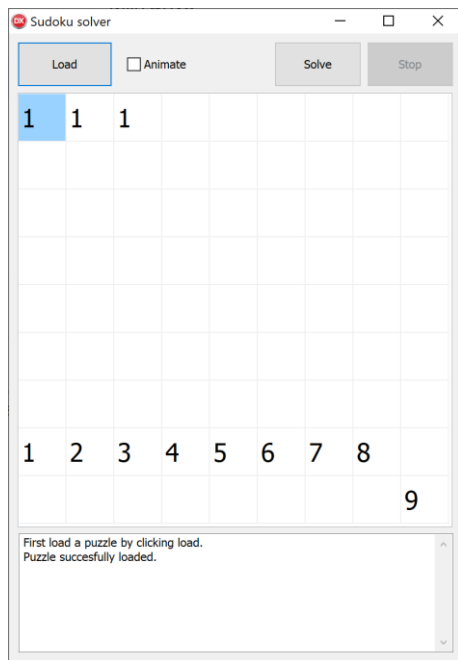 DX Sudoku solver
Load Animate Solve Stop
1 1 1
1 2 3 4 5 6 7 8
9
First load a puzzle by clicking load.
Puzzle succesfully loaded.